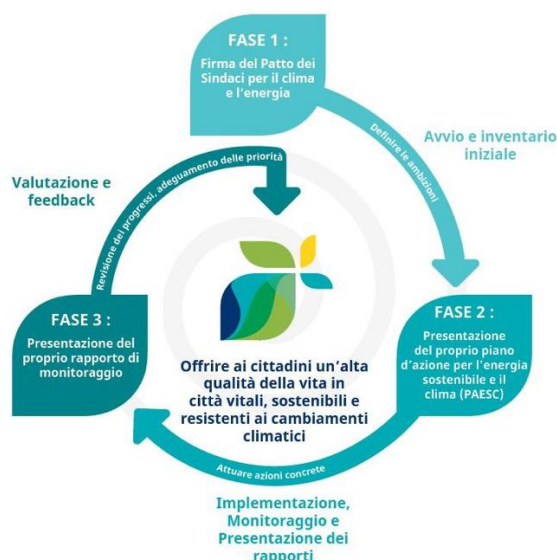 FASE 1 :
Firma del Patto dei
Sindaci per il clima
e l'energia
Definire le ambizioni
Avvio e inventario
iniziale
FASE 2 :
Presentazione
del proprio piano
d'azione per l'energia
sostenibile e il
clima (PAESC)
Attuare azioni concrete
Implementazione,
Monitoraggio e
Presentazione dei
rapporti
FASE 3 :
Presentazione del
proprio rapporto di
monitoraggio
Valutazione e
feedback
Revisione dei progressi, adeguamento delle priorità
Offrire ai cittadini un'alta
qualità della vita in
città vitali, sostenibili e
resistenti ai cambiamenti
climatici